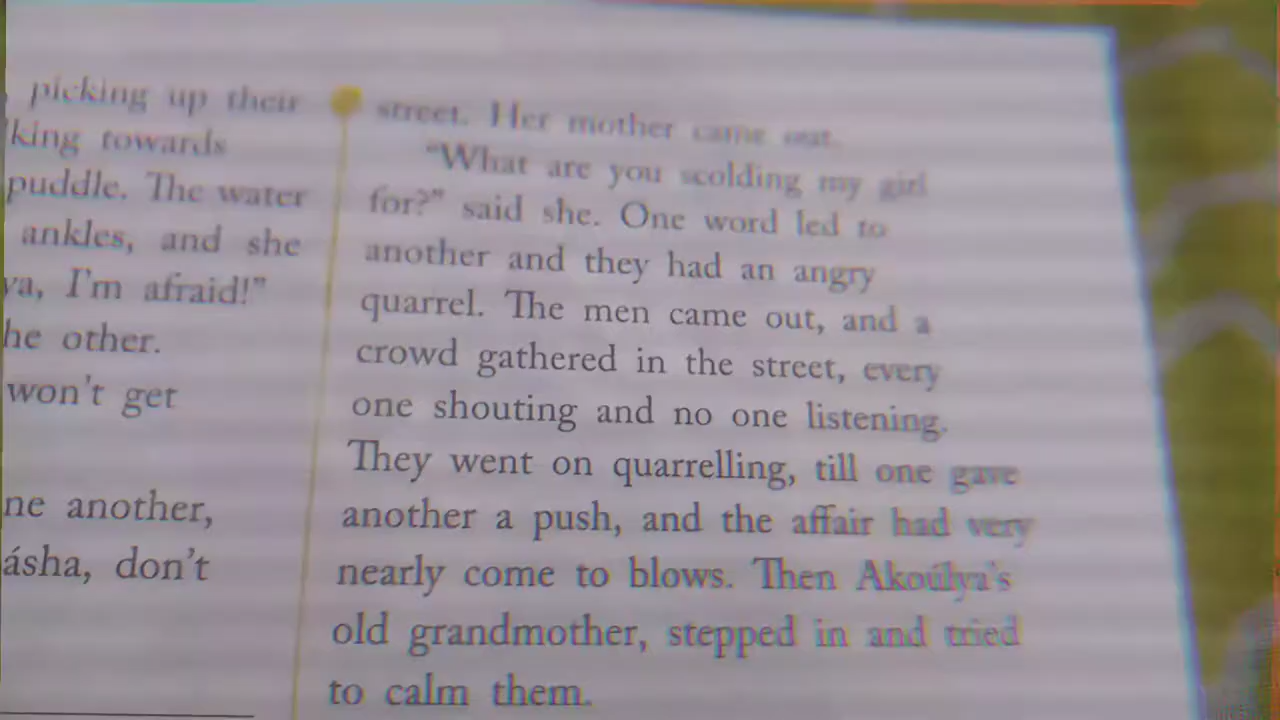 picking up their
king towards
puddle. The water
ankles, and she
ya, I'm afraid!"
he other.
won't get
ne another,
ásha, don't
street. Her mother came out.
"What are you scolding my girl
for?" said she. One word led to
another and they had an angry
quarrel. The men came out, and a
crowd gathered in the street, every
one shouting and no one listening.
They went on quarrelling, till one gave
another a push, and the affair had very
nearly come to blows. Then Akoúlya's
old grandmother, stepped in and tried
to calm them.